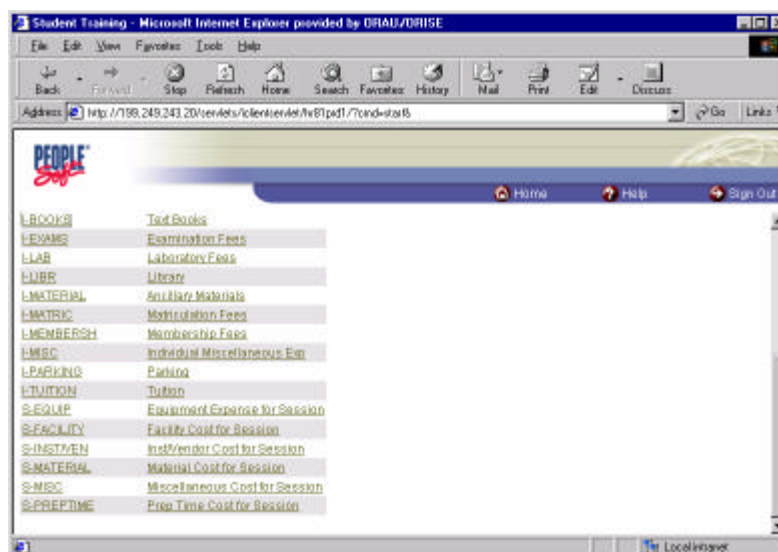 Student Training - Microsoft Internet Explorer provided by ORAU/ORISE
File Edit View Favorites Tools Help
Back Forward Stop Refresh Home Search Favorites History Mail Print Edit Discuss
Address http://199.249.243.20/servlets/iclientservlet/hr81prd1/?cmd=start& Go Links
PEOPLE Soft
Home Help Sign Out
I-BOOKS Text Books
I-EXAMS Examination Fees
I-LAB Laboratory Fees
I-LIBR Library
I-MATERIAL Ancillary Materials
I-MATRIC Matriculation Fees
I-MEMBERSH Membership Fees
I-MISC Individual Miscellaneous Exp
I-PARKING Parking
I-TUITION Tuition
S-EQUIP Equipment Expense for Session
S-FACILITY Facility Cost for Session
S-INST/VEN Inst/Vendor Cost for Session
S-MATERIAL Material Cost for Session
S-MISC Miscellaneous Cost for Session
S-PREPTIME Prep Time Cost for Session
Local intranet